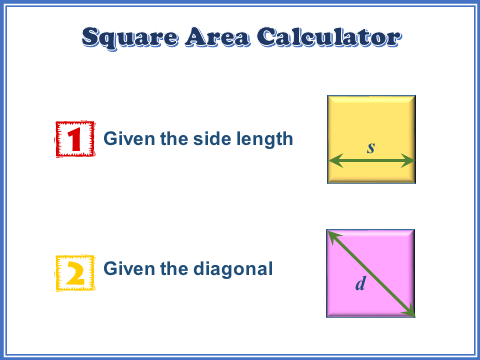 Square Area Calculator
1 Given the side length
s
2 Given the diagonal
d